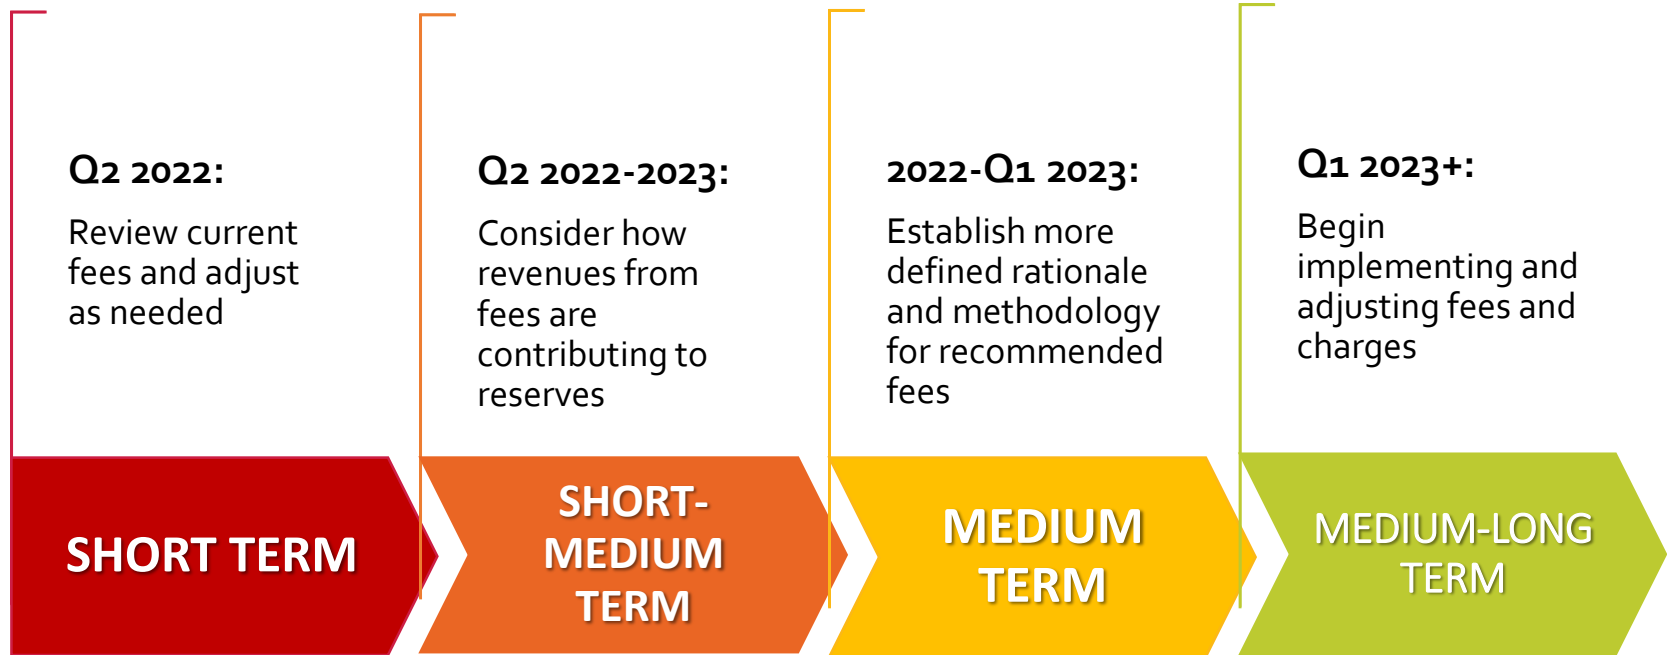 Q2 2022:
Review current
fees and adjust
as needed
SHORT TERM
Q2 2022-2023:
Consider how
revenues from
fees are
contributing to
reserves
SHORT-
MEDIUM
TERM
2022-Q1 2023:
Establish more
defined rationale
and methodology
for recommended
fees
MEDIUM
TERM
Q1 2023+:
Begin
implementing and
adjusting fees and
charges
MEDIUM-LONG
TERM